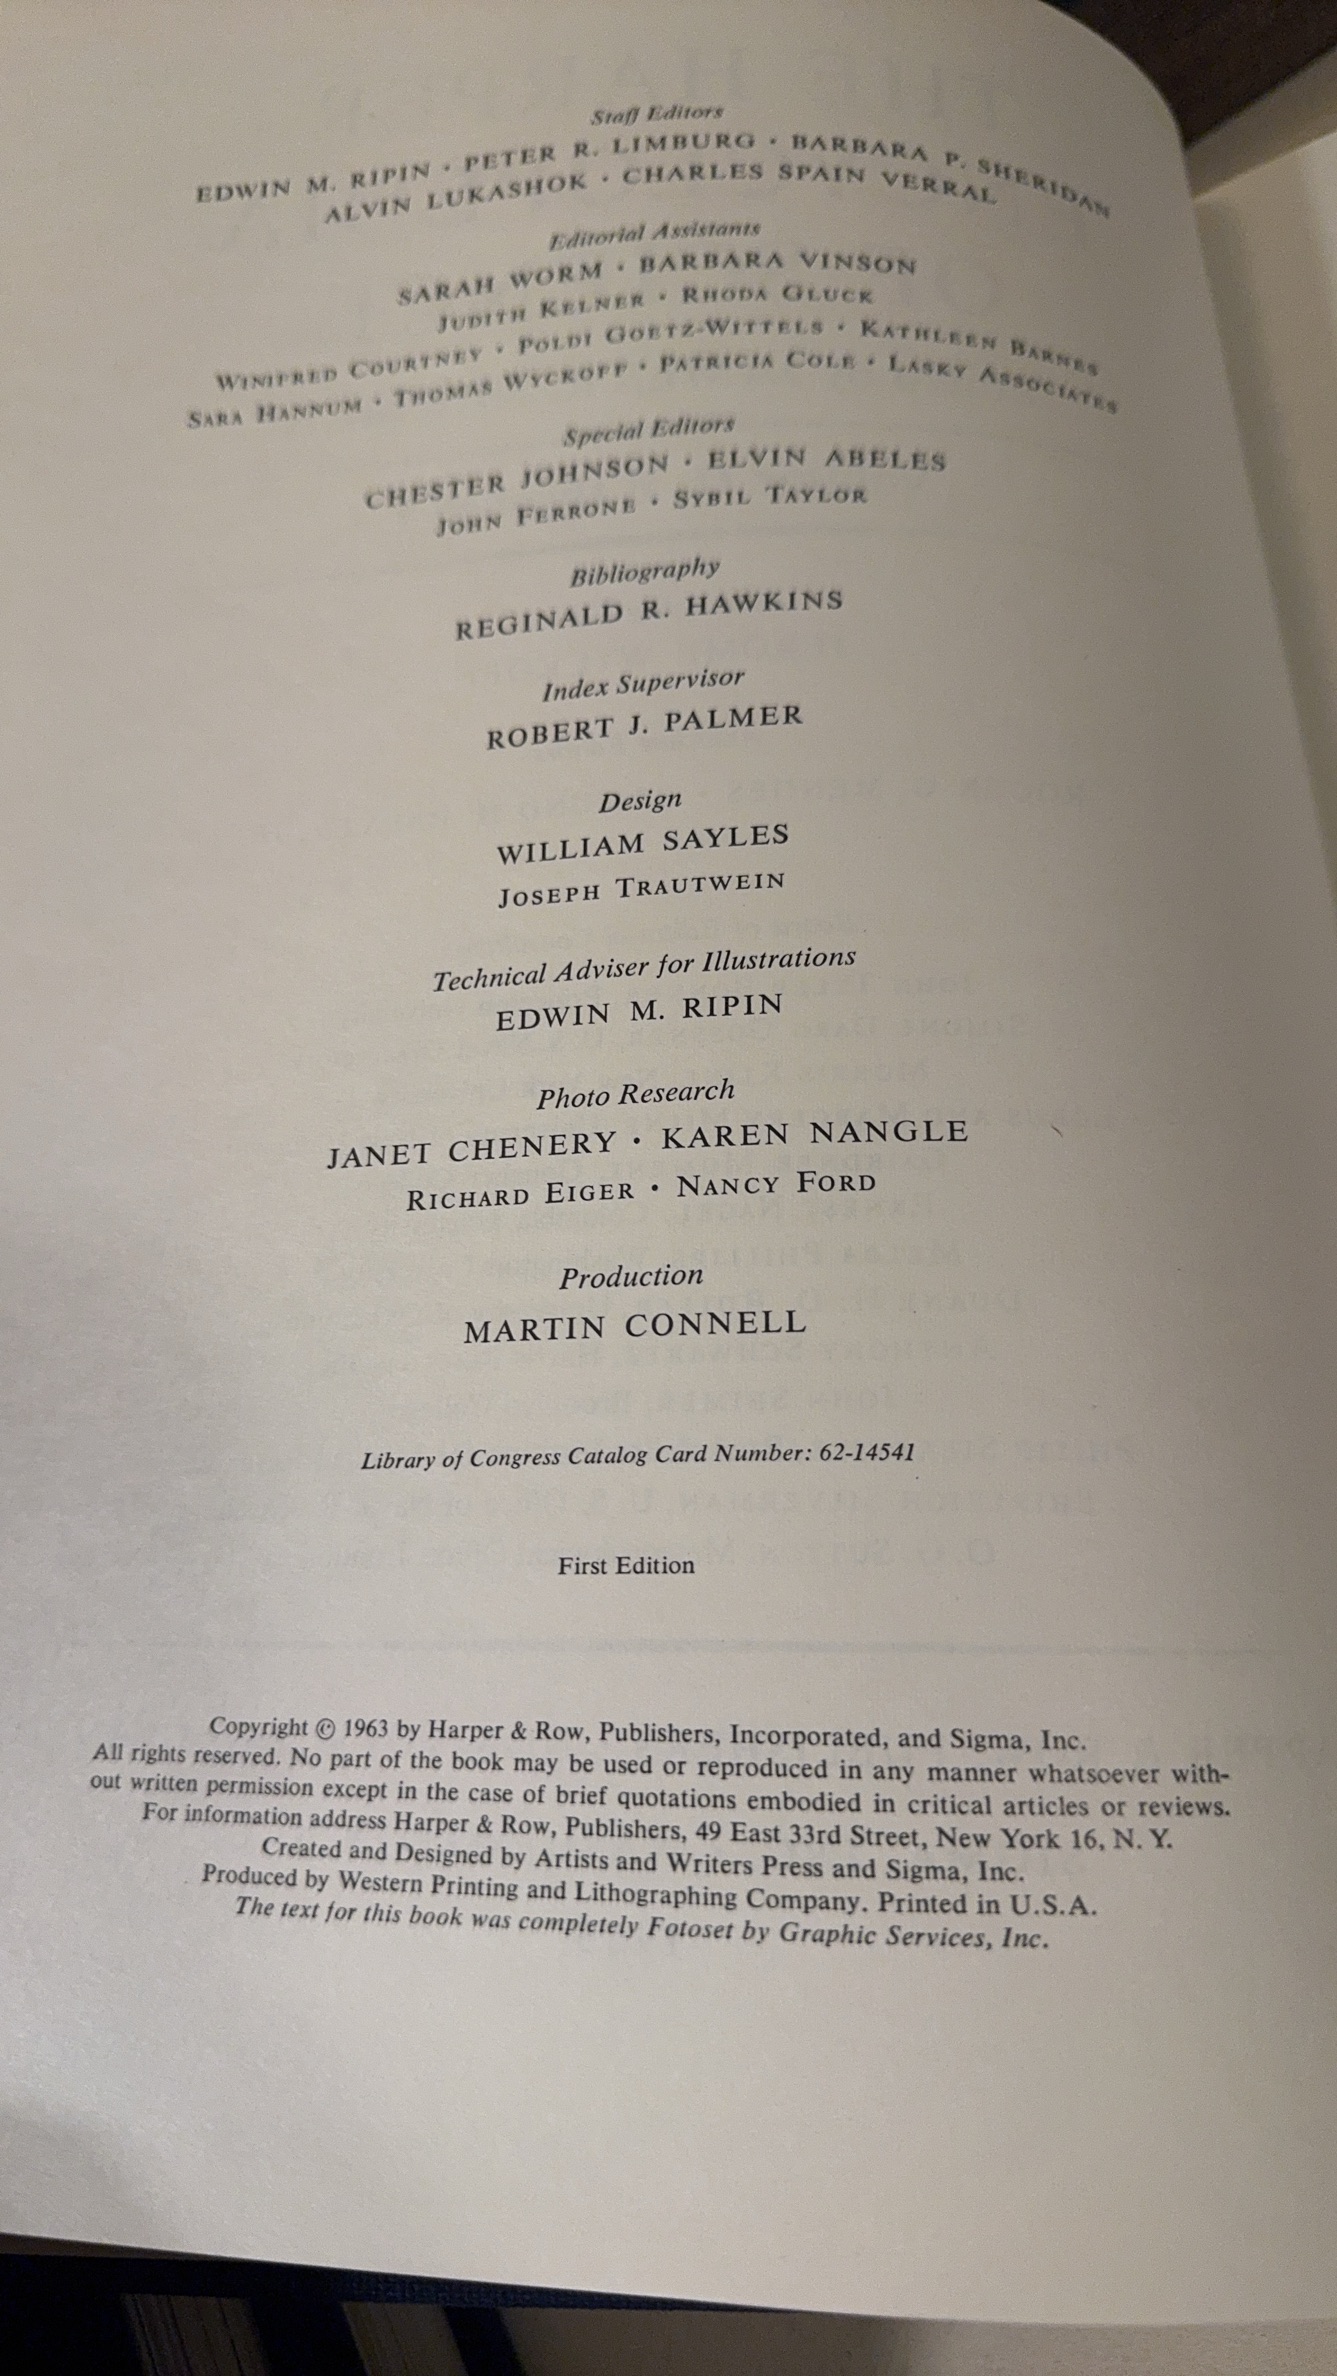 Staff Editors
EDWIN M. RIPIN · PETER R. LIMBURG · BARBARA P. SHERIDAN
ALVIN LUKASHOK · CHARLES SPAIN VERRAL
Editorial Assistants
SARAH WORM · BARBARA VINSON
JUDITH KELNER · RHODA GLUCK
WINIFRED COURTNEY · POLDI GOETZ-WITTELS · KATHLEEN BARNES
SARA HANNUM · THOMAS WYCKOFF · PATRICIA COLE · LASKY ASSOCIATES
Special Editors
CHESTER JOHNSON · ELVIN ABELES
JOHN FERRONE · SYBIL TAYLOR
Bibliography
REGINALD R. HAWKINS
Index Supervisor
ROBERT J. PALMER
Design
WILLIAM SAYLES
JOSEPH TRAUTWEIN
Technical Adviser for Illustrations
EDWIN M. RIPIN
Photo Research
JANET CHENERY · KAREN NANGLE
RICHARD EIGER · NANCY FORD
Production
MARTIN CONNELL
Library of Congress Catalog Card Number: 62-14541
First Edition
Copyright © 1963 by Harper & Row, Publishers, Incorporated, and Sigma, Inc.
All rights reserved. No part of the book may be used or reproduced in any manner whatsoever with-
out written permission except in the case of brief quotations embodied in critical articles or reviews.
For information address Harper & Row, Publishers, 49 East 33rd Street, New York 16, N. Y.
Created and Designed by Artists and Writers Press and Sigma, Inc.
Produced by Western Printing and Lithographing Company. Printed in U.S.A.
The text for this book was completely Fotoset by Graphic Services, Inc.